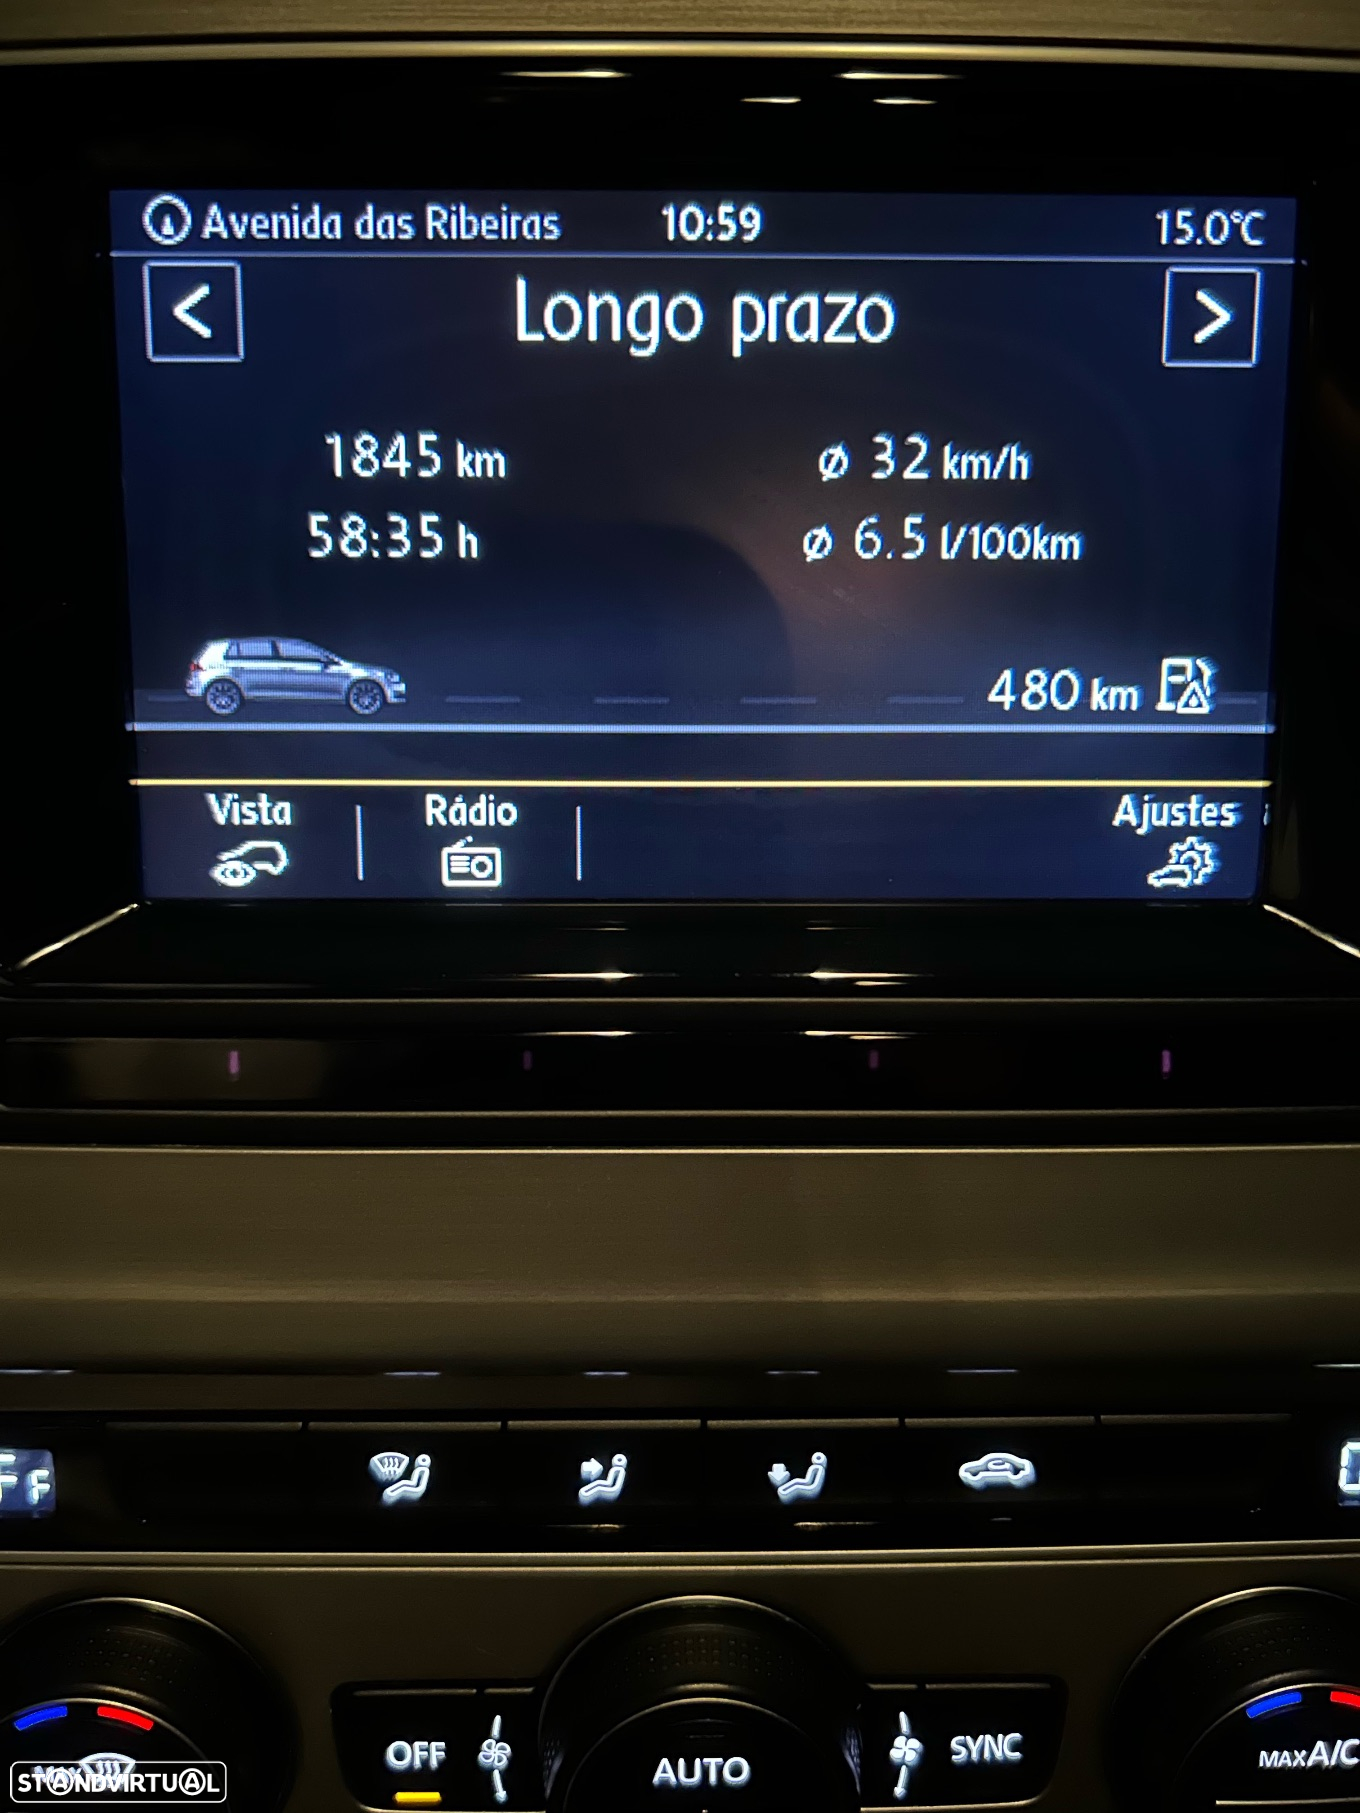 Avenida das Ribeiras 10:59 15.0°C
< Longo prazo >
1845 km ø 32 km/h
58:35 h ø 6.5 l/100km
480 km
Vista Rádio Ajustes
FF
OFF AUTO SYNC MAX A/C
STANDVIRTUAL